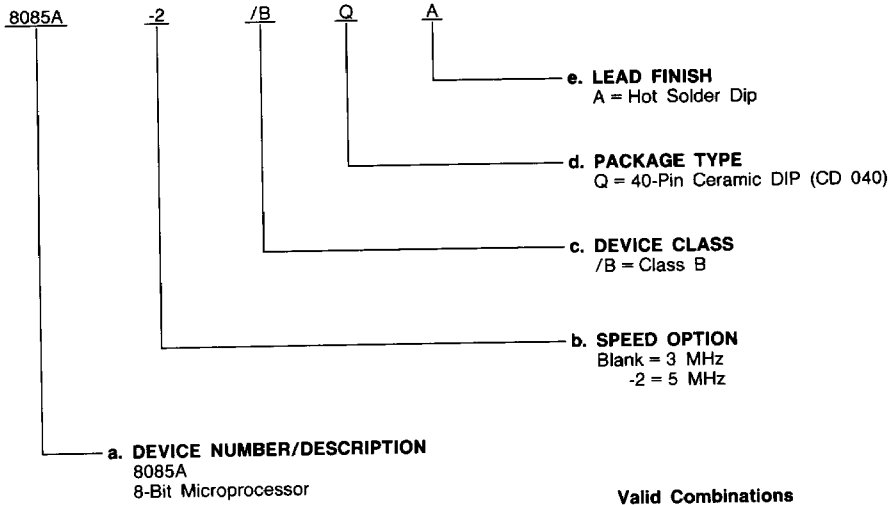 8085A -2 /B Q A
e. LEAD FINISH
A = Hot Solder Dip
d. PACKAGE TYPE
Q = 40-Pin Ceramic DIP (CD 040)
c. DEVICE CLASS
/B = Class B
b. SPEED OPTION
Blank = 3 MHz
-2 = 5 MHz
a. DEVICE NUMBER/DESCRIPTION
8085A
8-Bit Microprocessor
Valid Combinations